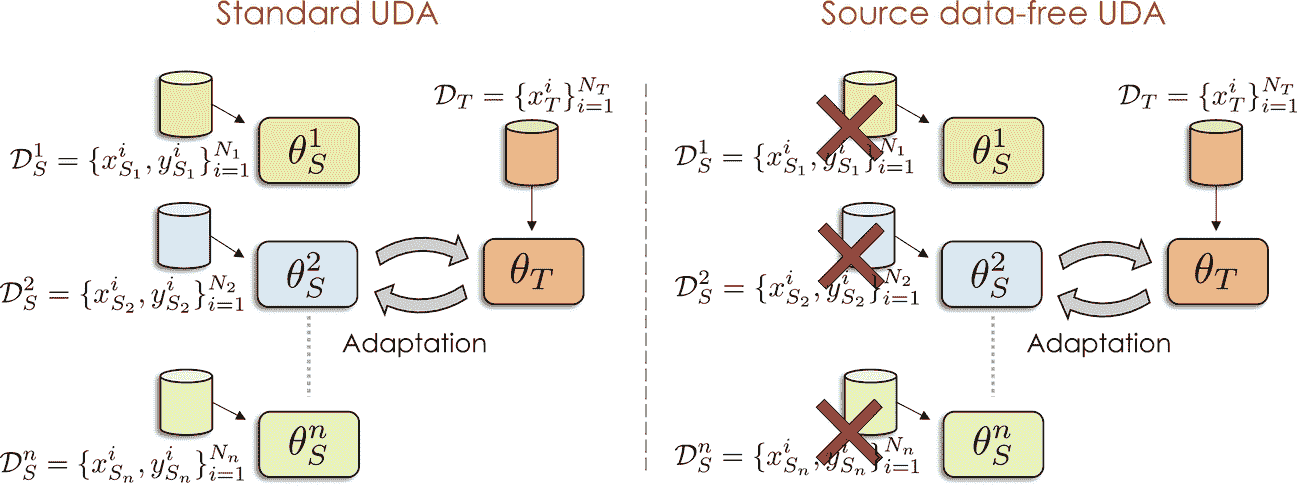 Standard UDA
$\mathcal{D}_T = \{x_T^i\}_{i=1}^{N_T}$
$\theta_S^1$
$\mathcal{D}_S^1 = \{x_{S_1}^i, y_{S_1}^i\}_{i=1}^{N_1}$
$\theta_S^2$
$\theta_T$
$\mathcal{D}_S^2 = \{x_{S_2}^i, y_{S_2}^i\}_{i=1}^{N_2}$
Adaptation
$\theta_S^n$
$\mathcal{D}_S^n = \{x_{S_n}^i, y_{S_n}^i\}_{i=1}^{N_n}$
Source data-free UDA
$\mathcal{D}_T = \{x_T^i\}_{i=1}^{N_T}$
$\theta_S^1$
$\mathcal{D}_S^1 = \{x_{S_1}^i, y_{S_1}^i\}_{i=1}^{N_1}$
$\theta_S^2$
$\theta_T$
$\mathcal{D}_S^2 = \{x_{S_2}^i, y_{S_2}^i\}_{i=1}^{N_2}$
Adaptation
$\theta_S^n$
$\mathcal{D}_S^n = \{x_{S_n}^i, y_{S_n}^i\}_{i=1}^{N_n}$